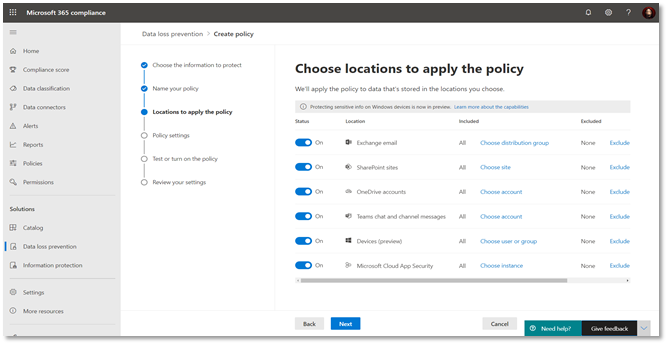 Microsoft 365 compliance
?
Home
Compliance score
Data classification
Data connectors
Alerts
Reports
Policies
Permissions
Solutions
Catalog
Data loss prevention
Information protection
Settings
More resources
Data loss prevention > Create policy
Choose the information to protect
Name your policy
Locations to apply the policy
Policy settings
Test or turn on the policy
Review your settings
Choose locations to apply the policy
We'll apply the policy to data that's stored in the locations you choose.
Protecting sensitive info on Windows devices is now in preview. Learn more about the capabilities
Status Location Included Excluded
On Exchange email All Choose distribution group None Exclude
On SharePoint sites All Choose site None Exclude
On OneDrive accounts All Choose account None Exclude
On Teams chat and channel messages All Choose account None Exclude
On Devices (preview) All Choose user or group None Exclude
On Microsoft Cloud App Security All Choose instance None Exclude
Back Next Cancel
Need help? Give feedback